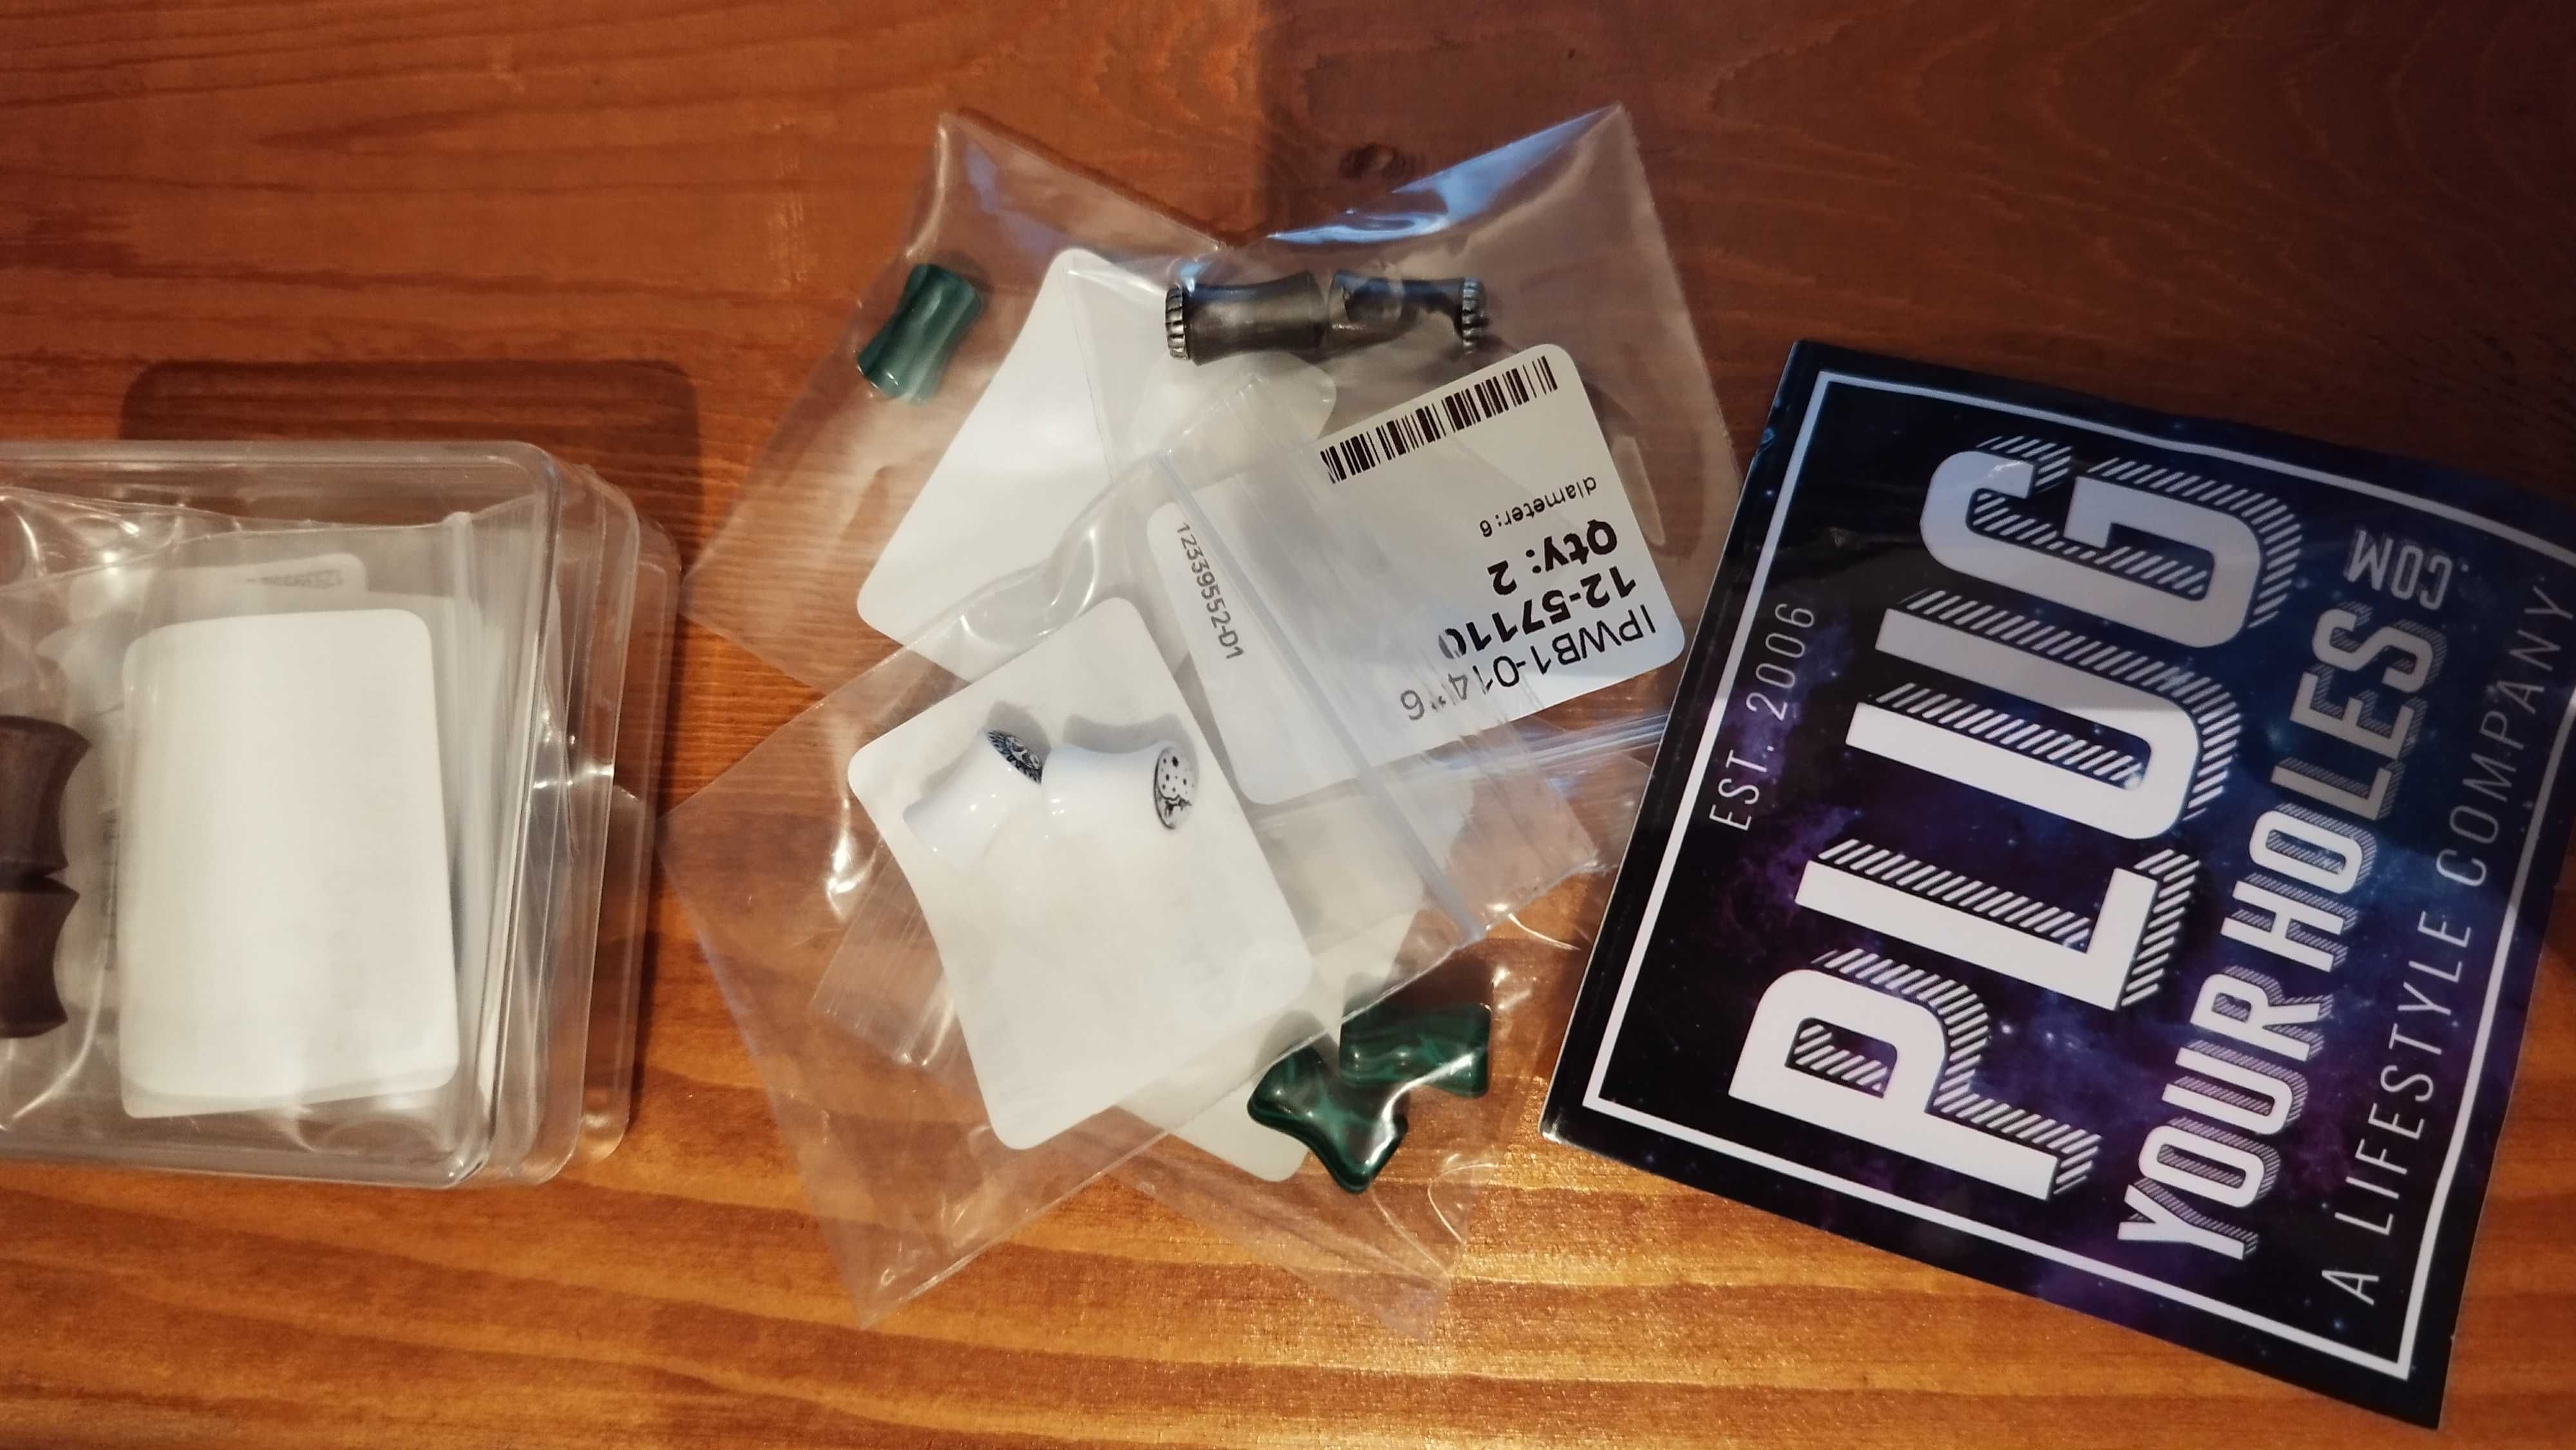 EST. 2006
PLUG
YOUR HOLES
.COM
A LIFESTYLE COMPANY
IPWB1-014*6
12-57110
Qty: 2
diameter: 6
12339552-D1